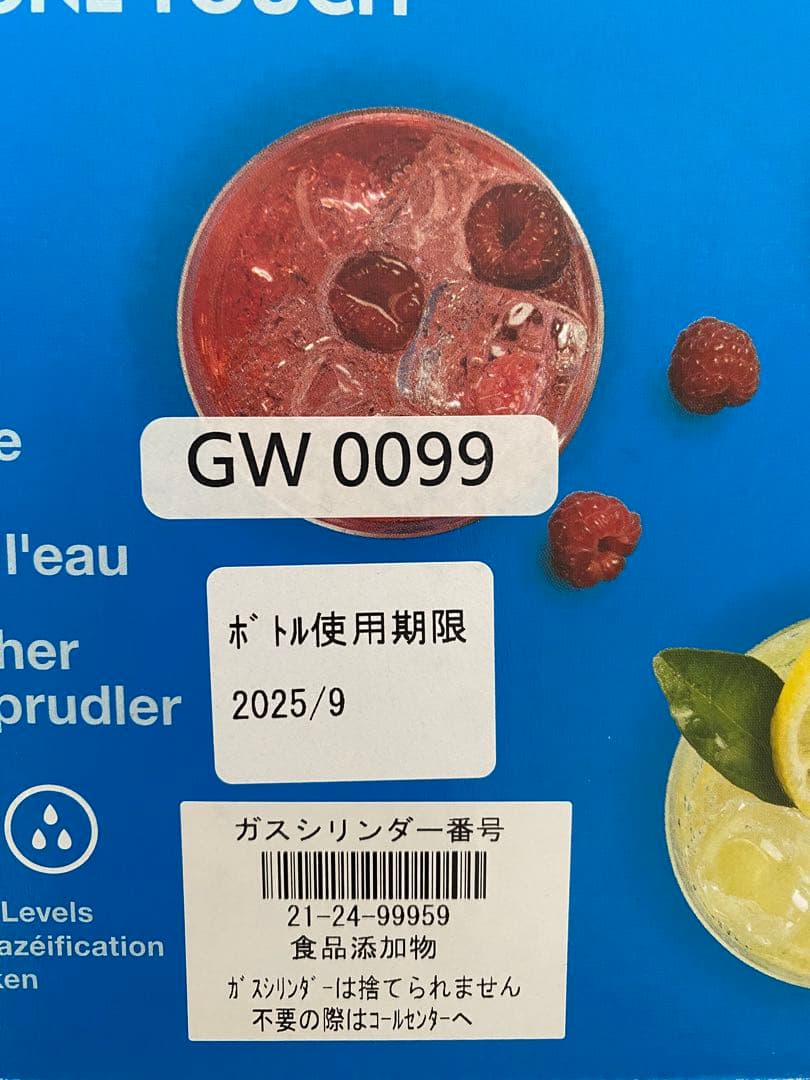 ONE TOUCH
GW 0099
l'eau
ﾎﾞﾄﾙ使用期限
2025/9
ガスシリンダー番号
21-24-99959
食品添加物
ｶﾞｽｼﾘﾝﾀﾞｰは捨てられません
不要の際はｺｰﾙｾﾝﾀｰへ
her
prudler
Levels
azéification
ken